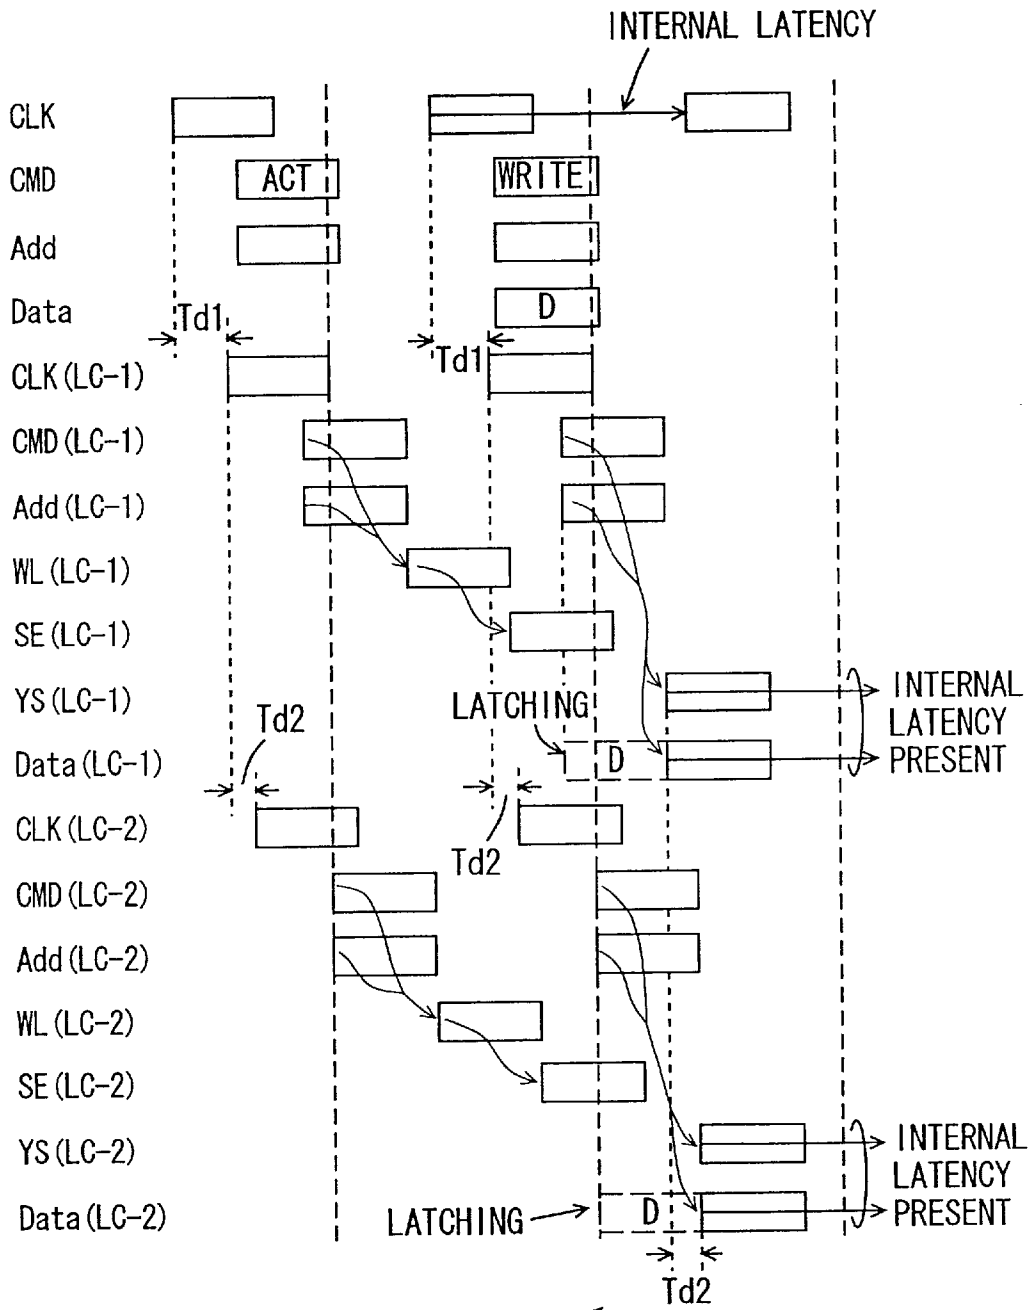 INTERNAL LATENCY
CLK
CMD ACT WRITE
Add
Data D
Td1 Td1
CLK(LC-1)
CMD(LC-1)
Add(LC-1)
WL(LC-1)
SE(LC-1)
YS(LC-1)
LATCHING
INTERNAL
LATENCY
PRESENT
Td2
Data(LC-1) D
CLK(LC-2)
Td2
CMD(LC-2)
Add(LC-2)
WL(LC-2)
SE(LC-2)
YS(LC-2)
INTERNAL
LATENCY
PRESENT
Data(LC-2) LATCHING D
Td2